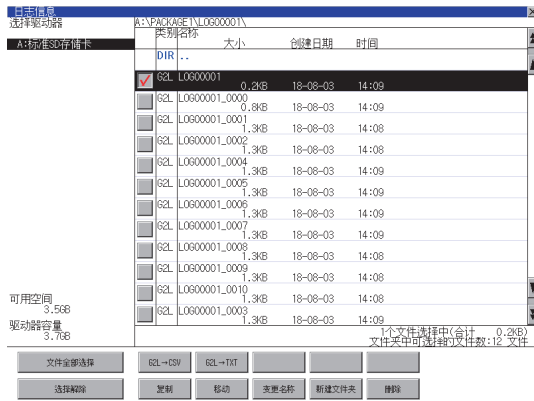 日志信息
选择驱动器
A:\PACKAGE1\LOG00001\
A:标准SD存储卡
类别 名称
大小 创建日期 时间
DIR ..
G2L LOG00001
0.2KB 18-08-03 14:09
G2L LOG00001_0000
0.8KB 18-08-03 14:09
G2L LOG00001_0001
1.3KB 18-08-03 14:08
G2L LOG00001_0002
1.3KB 18-08-03 14:08
G2L LOG00001_0004
1.3KB 18-08-03 14:09
G2L LOG00001_0005
1.3KB 18-08-03 14:09
G2L LOG00001_0006
1.3KB 18-08-03 14:09
G2L LOG00001_0007
1.3KB 18-08-03 14:09
G2L LOG00001_0008
1.3KB 18-08-03 14:08
G2L LOG00001_0009
1.3KB 18-08-03 14:08
G2L LOG00001_0010
1.3KB 18-08-03 14:08
G2L LOG00001_0003
1.3KB 18-08-03 14:09
可用空间
3.5GB
驱动器容量
3.7GB
1个文件选择中(合计 0.2KB)
文件夹中可选择的文件数:12 文件
文件全部选择 G2L→CSV G2L→TXT
选择解除 复制 移动 变更名称 新建文件夹 删除